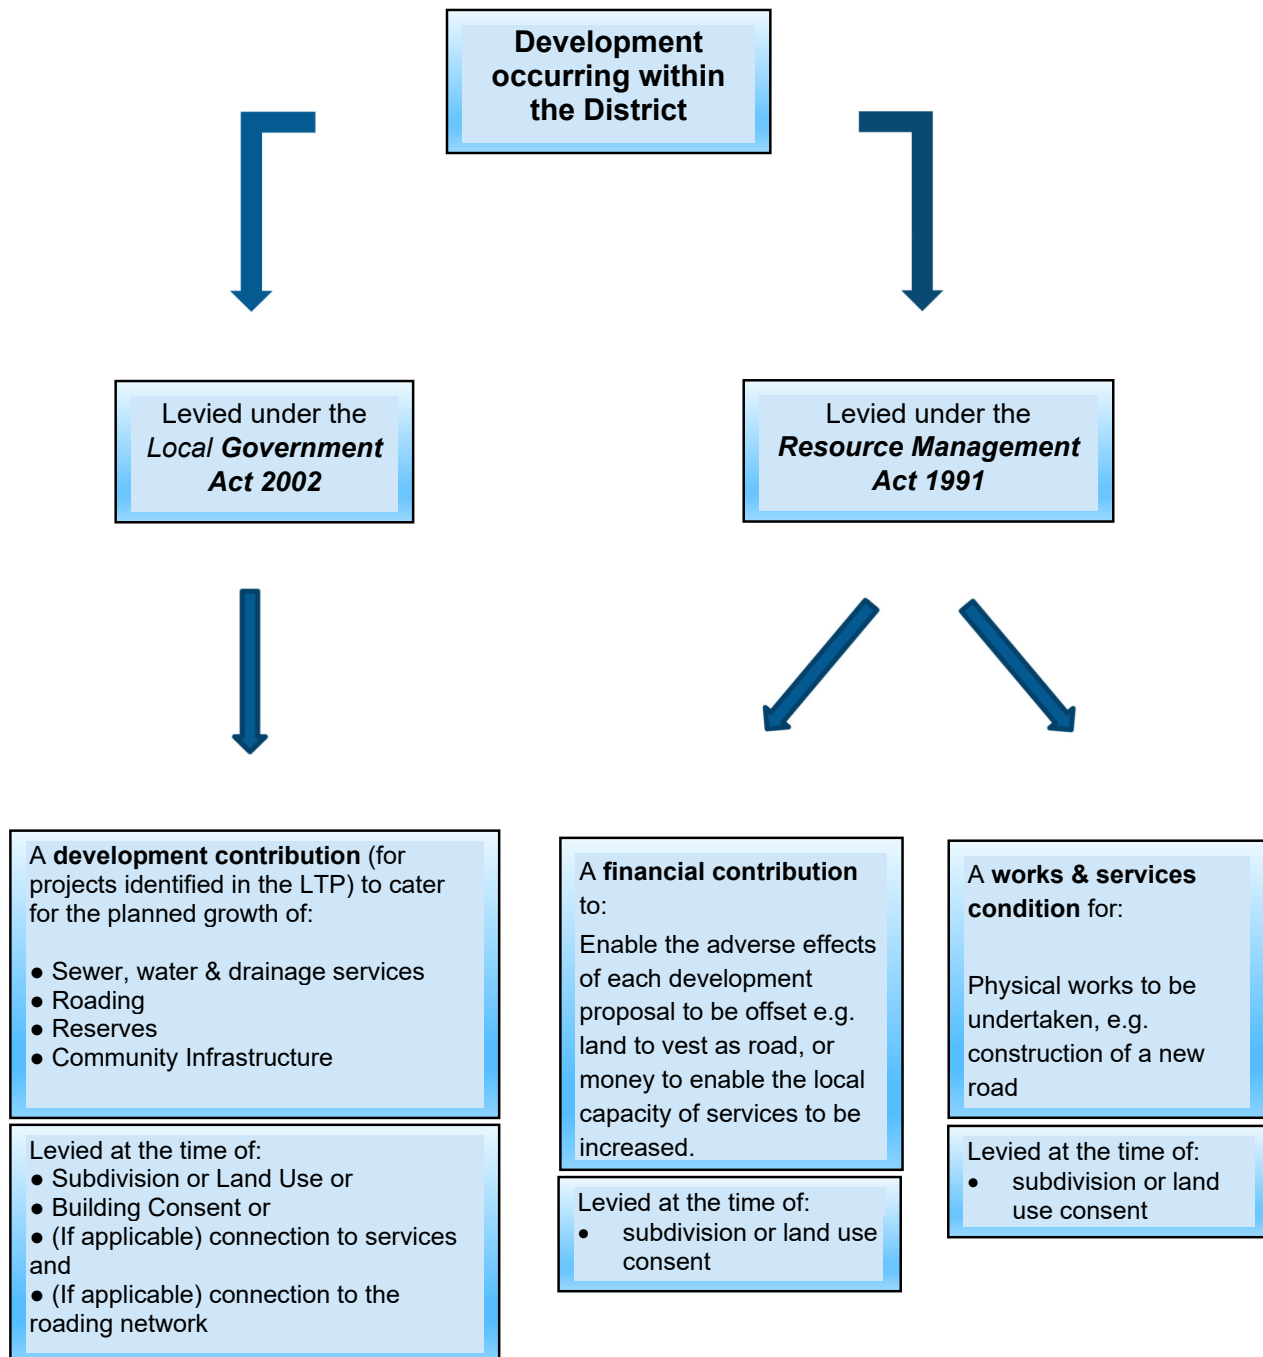 Development
occurring within
the District
Levied under the
Local Government
Act 2002
Levied under the
Resource Management
Act 1991
A development contribution (for
projects identified in the LTP) to cater
for the planned growth of:
● Sewer, water & drainage services
● Roading
● Reserves
● Community Infrastructure
Levied at the time of:
● Subdivision or Land Use or
● Building Consent or
● (If applicable) connection to services
and
● (If applicable) connection to the
roading network
A financial contribution
to:
Enable the adverse effects
of each development
proposal to be offset e.g.
land to vest as road, or
money to enable the local
capacity of services to be
increased.
Levied at the time of:
• subdivision or land use
consent
A works & services
condition for:
Physical works to be
undertaken, e.g.
construction of a new
road
Levied at the time of:
• subdivision or land
use consent